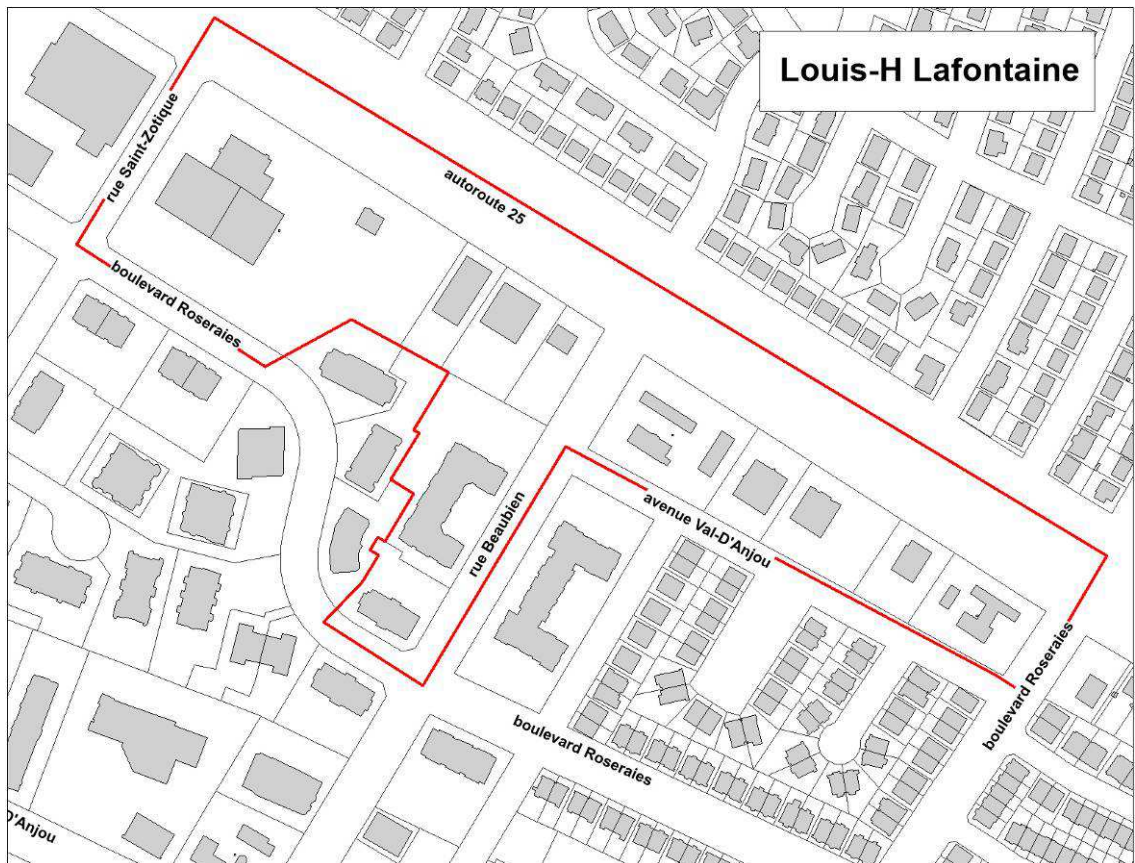 Louis-H Lafontaine
rue Saint-Zotique
autoroute 25
boulevard Roseraies
avenue Val-D'Anjou
rue Beaubien
boulevard Roseraies
boulevard Roseraies
D'Anjou